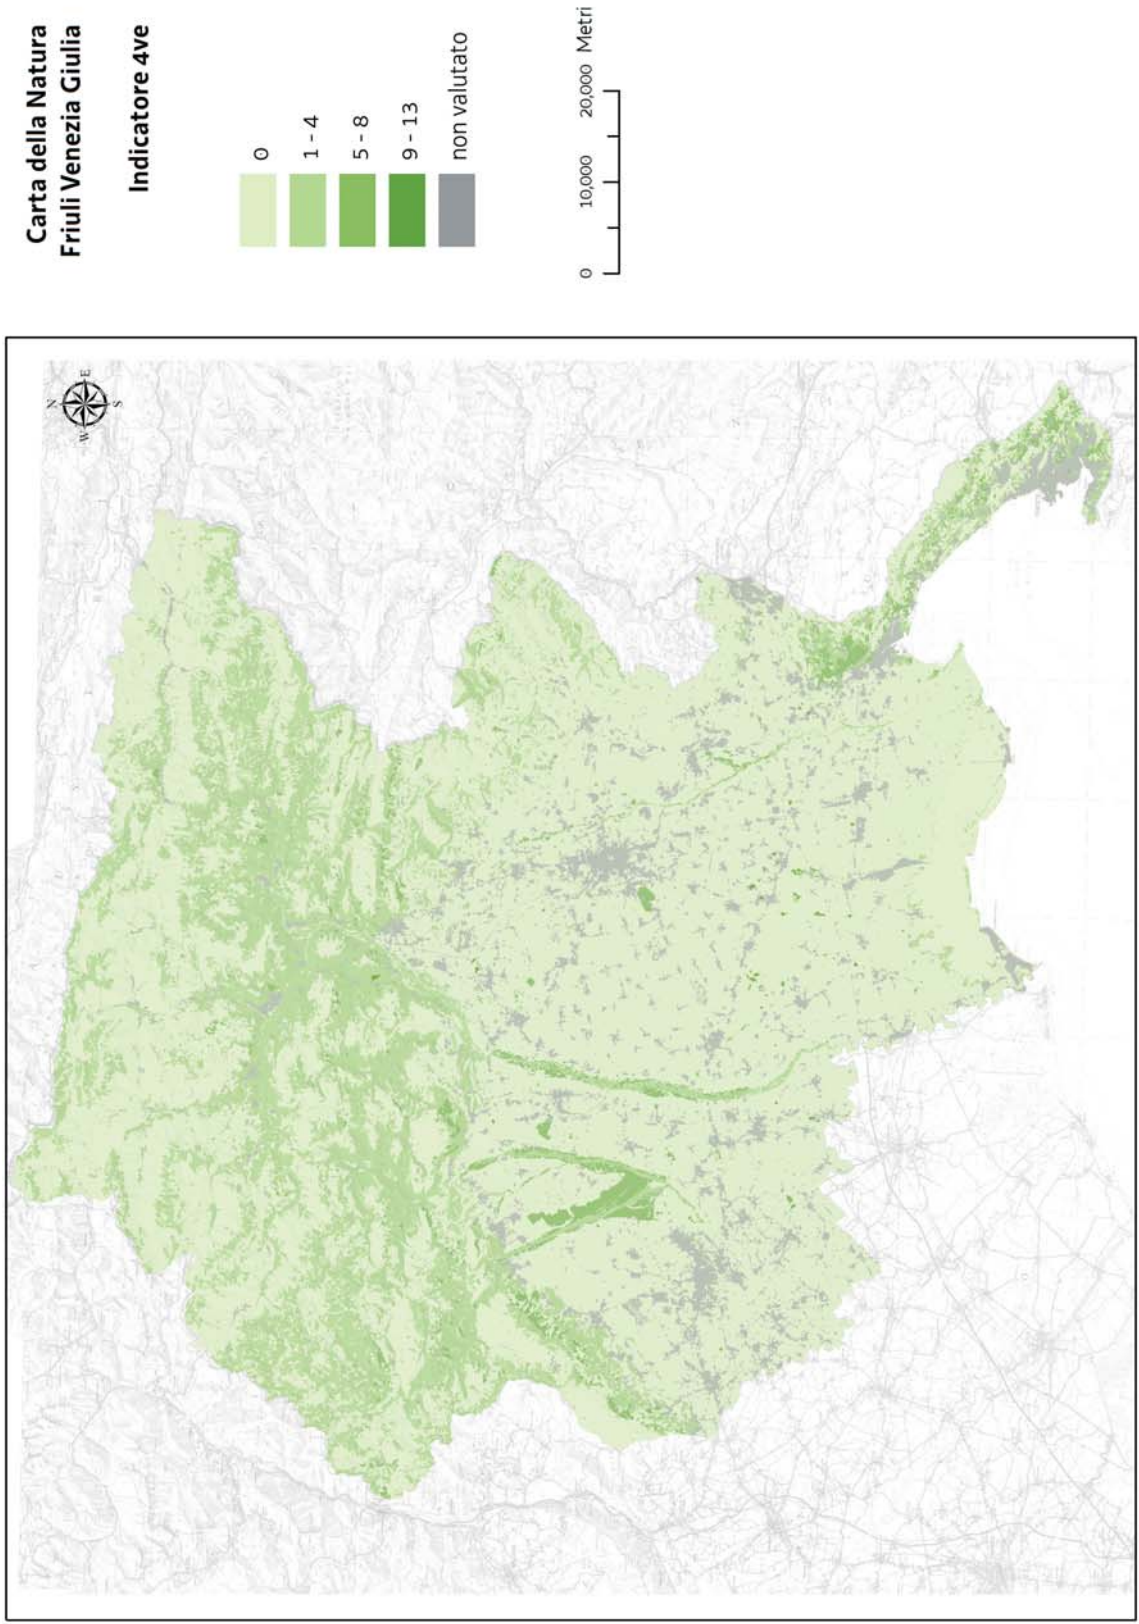 Carta della Natura
Friuli Venezia Giulia
Indicatore 4ve
0
1 - 4
5 - 8
9 - 13
non valutato
0 10,000 20,000 Metri
N
W E
S